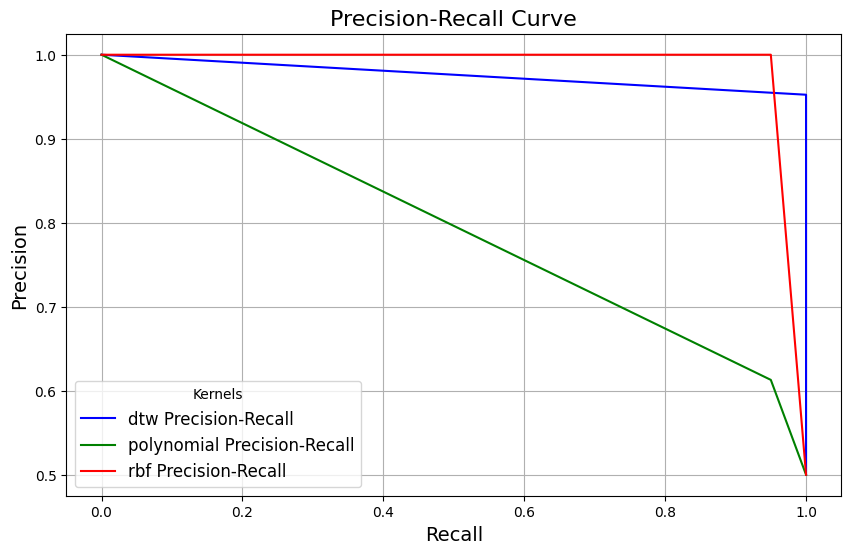 Precision-Recall Curve
Precision
1.0
0.9
0.8
0.7
0.6
0.5
Kernels
dtw Precision-Recall
polynomial Precision-Recall
rbf Precision-Recall
0.0 0.2 0.4 0.6 0.8 1.0
Recall